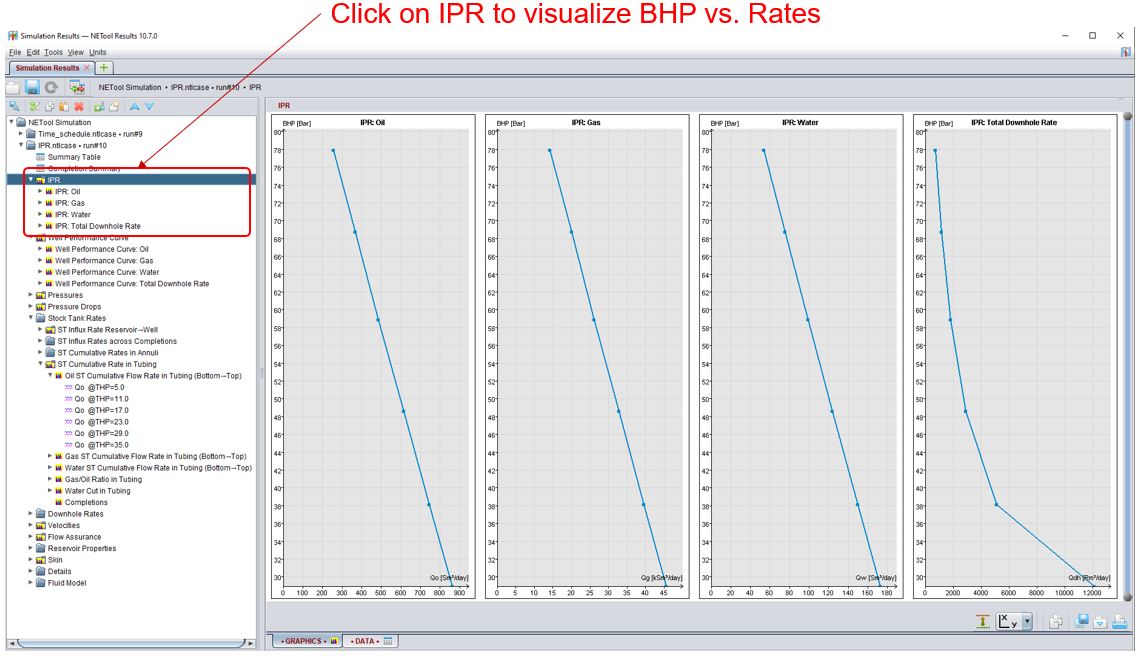 Click on IPR to visualize BHP vs. Rates
Simulation Results — NETool Results 10.7.0
File Edit Tools View Units
Simulation Results
NETool Simulation • IPR.ntlcase • run#10 • IPR
NETool Simulation
Time_schedule.ntlcase • run#9
IPR.ntlcase • run#10
Summary Table
Completion Summary
IPR
IPR: Oil
IPR: Gas
IPR: Water
IPR: Total Downhole Rate
Well Performance Curve
Well Performance Curve: Oil
Well Performance Curve: Gas
Well Performance Curve: Water
Well Performance Curve: Total Downhole Rate
Pressures
Pressure Drops
Stock Tank Rates
ST Influx Rate Reservoir→Well
ST Influx Rates across Completions
ST Cumulative Rates in Annuli
ST Cumulative Rate in Tubing
Oil ST Cumulative Flow Rate in Tubing (Bottom→Top)
Qo @THP=5.0
Qo @THP=11.0
Qo @THP=17.0
Qo @THP=23.0
Qo @THP=29.0
Qo @THP=35.0
Gas ST Cumulative Flow Rate in Tubing (Bottom→Top)
Water ST Cumulative Flow Rate in Tubing (Bottom→Top)
Gas/Oil Ratio in Tubing
Water Cut in Tubing
Completions
Downhole Rates
Velocities
Flow Assurance
Reservoir Properties
Skin
Details
Fluid Model
IPR
BHP [Bar] IPR: Oil
80
78
76
74
72
70
68
66
64
62
60
58
56
54
52
50
48
46
44
42
40
38
36
34
32
30
Qo [Sm³/day]
0 100 200 300 400 500 600 700 800 900
BHP [Bar] IPR: Gas
80
78
76
74
72
70
68
66
64
62
60
58
56
54
52
50
48
46
44
42
40
38
36
34
32
30
Qg [kSm³/day]
0 5 10 15 20 25 30 35 40 45
BHP [Bar] IPR: Water
80
78
76
74
72
70
68
66
64
62
60
58
56
54
52
50
48
46
44
42
40
38
36
34
32
30
Qw [Sm³/day]
0 20 40 60 80 100 120 140 160 180
BHP [Bar] IPR: Total Downhole Rate
80
78
76
74
72
70
68
66
64
62
60
58
56
54
52
50
48
46
44
42
40
38
36
34
32
30
Qdh [Rm³/day]
0 2000 4000 6000 8000 10000 12000
x y
• GRAPHICS • • DATA •